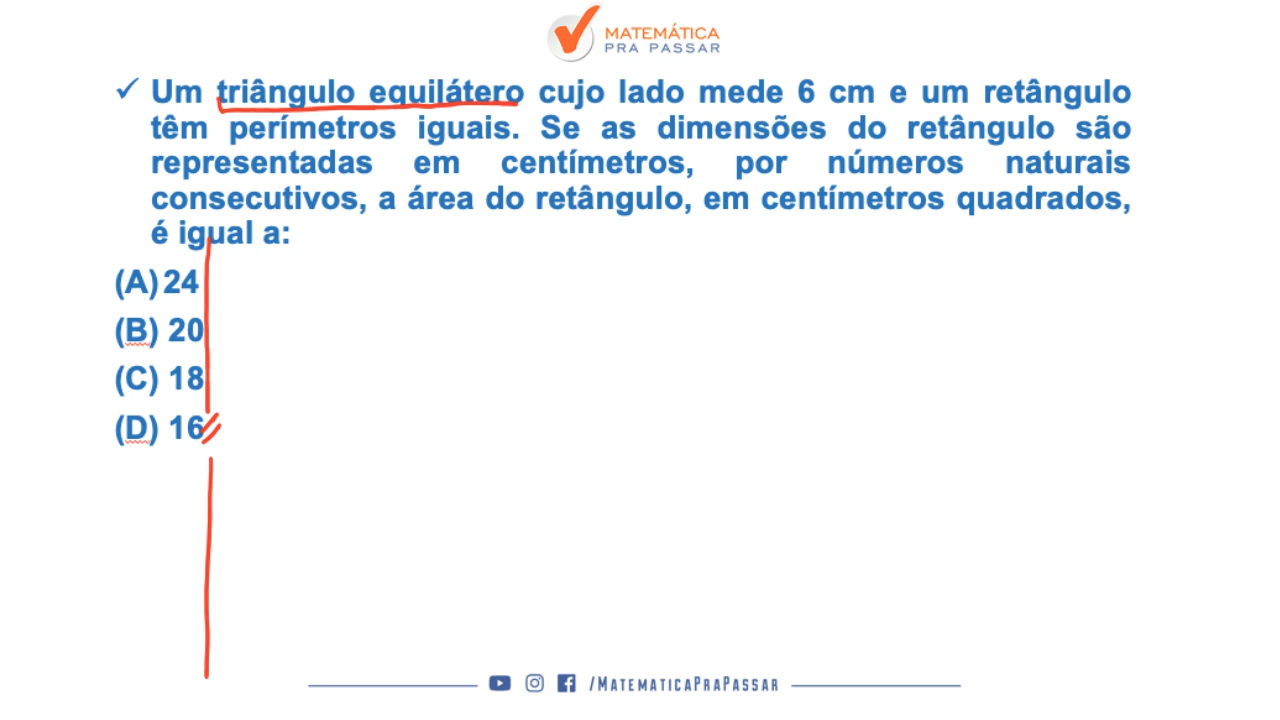 MATEMÁTICA
PRA PASSAR
✓ Um triângulo equilátero cujo lado mede 6 cm e um retângulo
têm perímetros iguais. Se as dimensões do retângulo são
representadas em centímetros, por números naturais
consecutivos, a área do retângulo, em centímetros quadrados,
é igual a:
(A) 24
(B) 20
(C) 18
(D) 16
/MATEMATICAPRAPASSAR